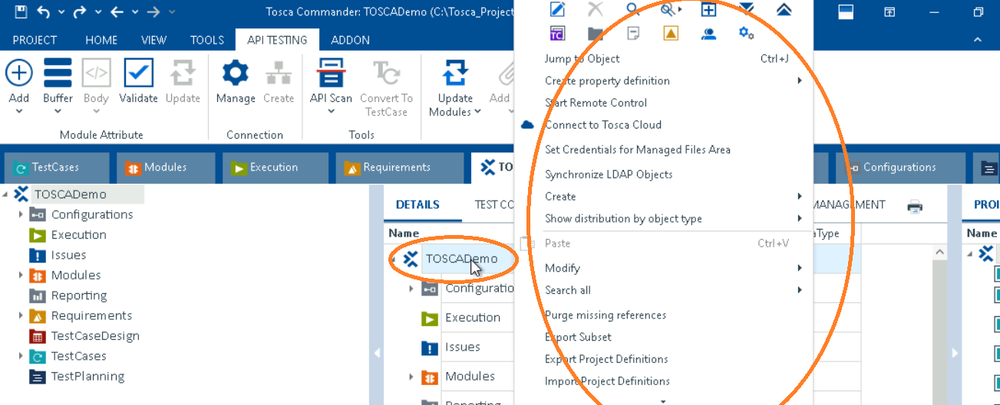 Tosca Commander: TOSCADemo (C:\Tosca_Project
PROJECT HOME VIEW TOOLS API TESTING ADDON
Add Buffer Body Validate Update Manage Create API Scan Convert To TestCase Update Modules Add
Module Attribute Connection Tools
TestCases Modules Execution Requirements TO Configurations
TOSCADemo
Configurations
Execution
Issues
Modules
Reporting
Requirements
TestCaseDesign
TestCases
TestPlanning
DETAILS TEST CO MANAGEMENT
Name aType
TOSCADemo
Configuratio
Execution
Issues
Modules
Reporting
TC
Jump to Object Ctrl+J
Create property definition
Start Remote Control
Connect to Tosca Cloud
Set Credentials for Managed Files Area
Synchronize LDAP Objects
Create
Show distribution by object type
Paste Ctrl+V
Modify
Search all
Purge missing references
Export Subset
Export Project Definitions
Import Project Definitions
PROJ
Name